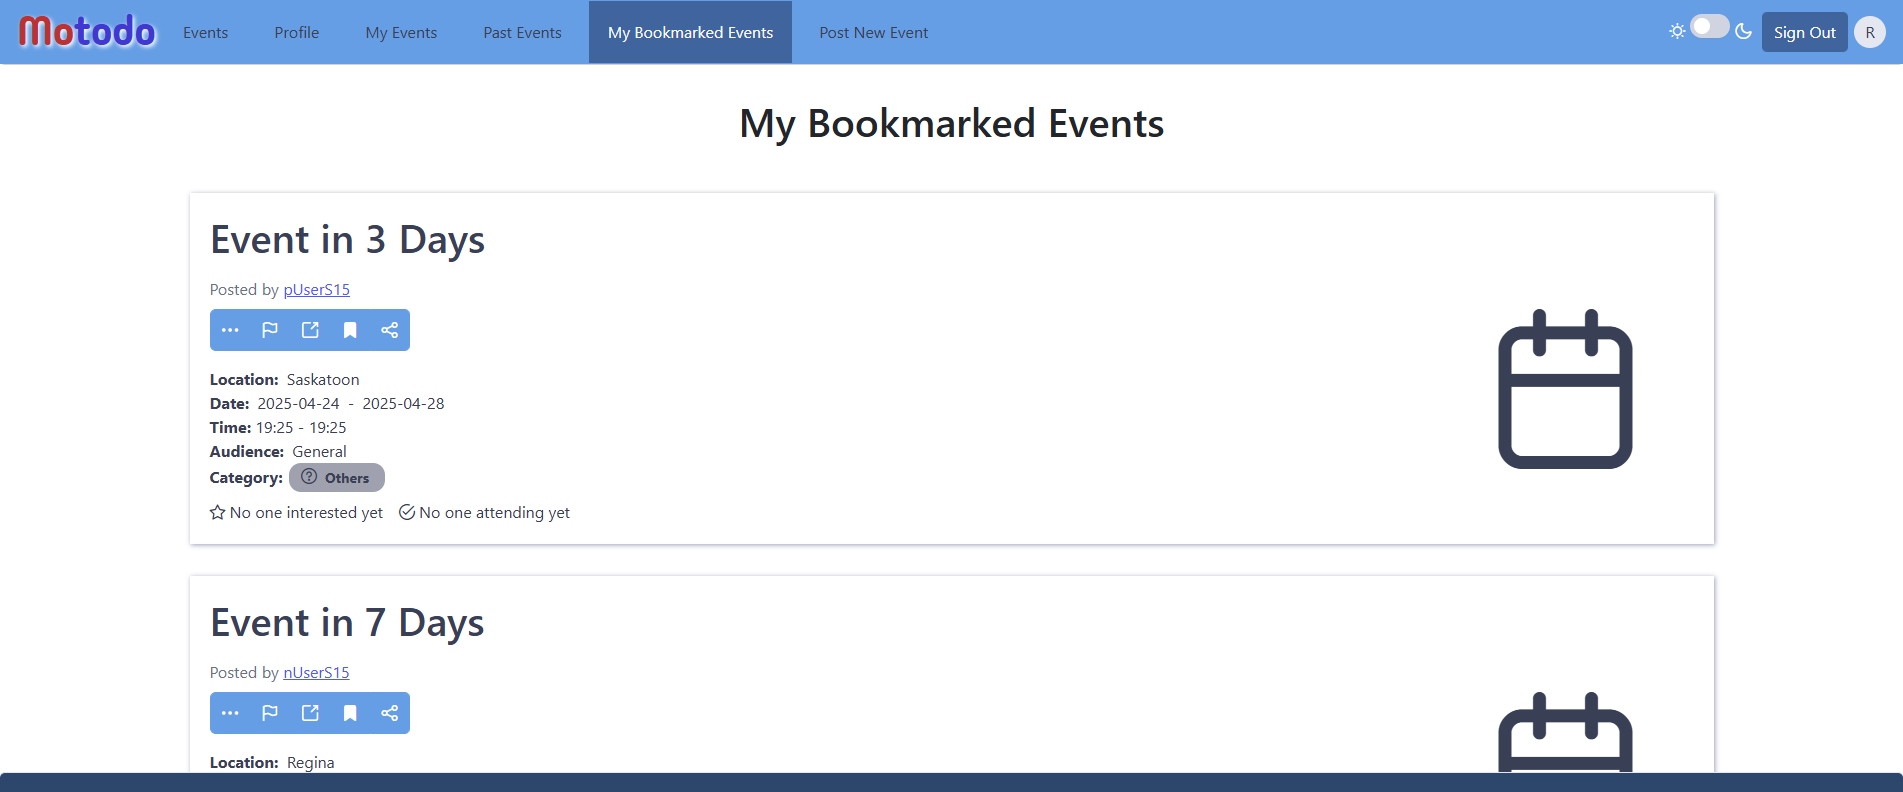 Motodo Events Profile My Events Past Events My Bookmarked Events Post New Event Sign Out R
My Bookmarked Events
Event in 3 Days
Posted by pUserS15
Location: Saskatoon
Date: 2025-04-24 - 2025-04-28
Time: 19:25 - 19:25
Audience: General
Category: Others
No one interested yet No one attending yet
Event in 7 Days
Posted by nUserS15
Location: Regina